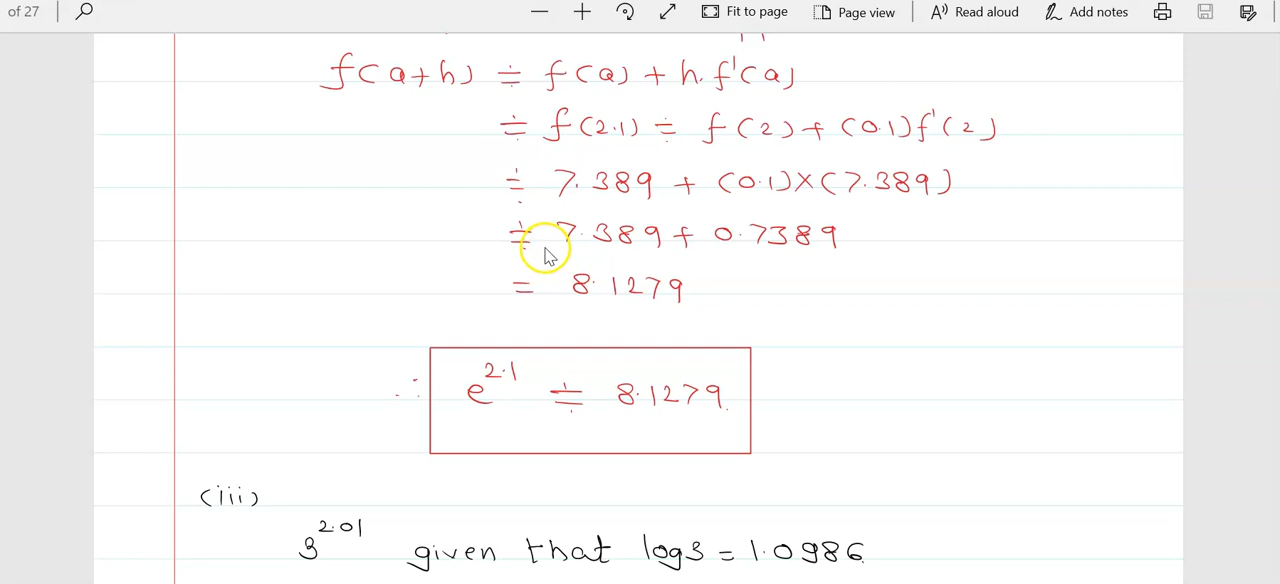 of 27 Fit to page Page view Read aloud Add notes
f(a+h) ≑ f(a) + h.f'(a)
≑ f(2.1) ≑ f(2) + (0.1)f'(2)
≑ 7.389 + (0.1)×(7.389)
≑ 7.389 + 0.7389
= 8.1279
∴ e^2.1 ≑ 8.1279.
(iii)
3^2.01 given that log3 = 1.0986